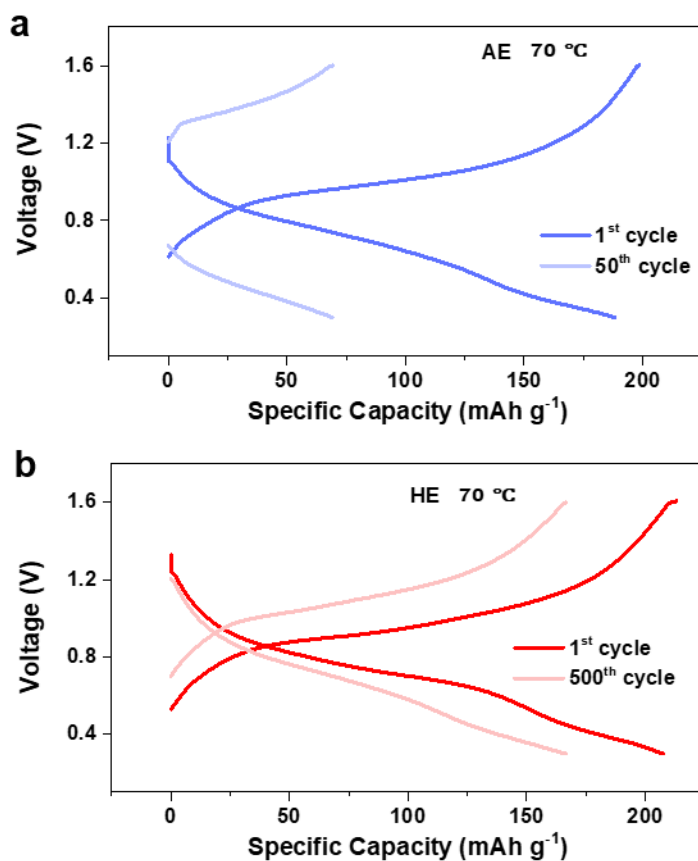 a
AE 70 °C
1.6
1.2
0.8
0.4
Voltage (V)
1st cycle
50th cycle
0 50 100 150 200
Specific Capacity (mAh g-1)
b
HE 70 °C
1.6
1.2
0.8
0.4
Voltage (V)
1st cycle
500th cycle
0 50 100 150 200
Specific Capacity (mAh g-1)